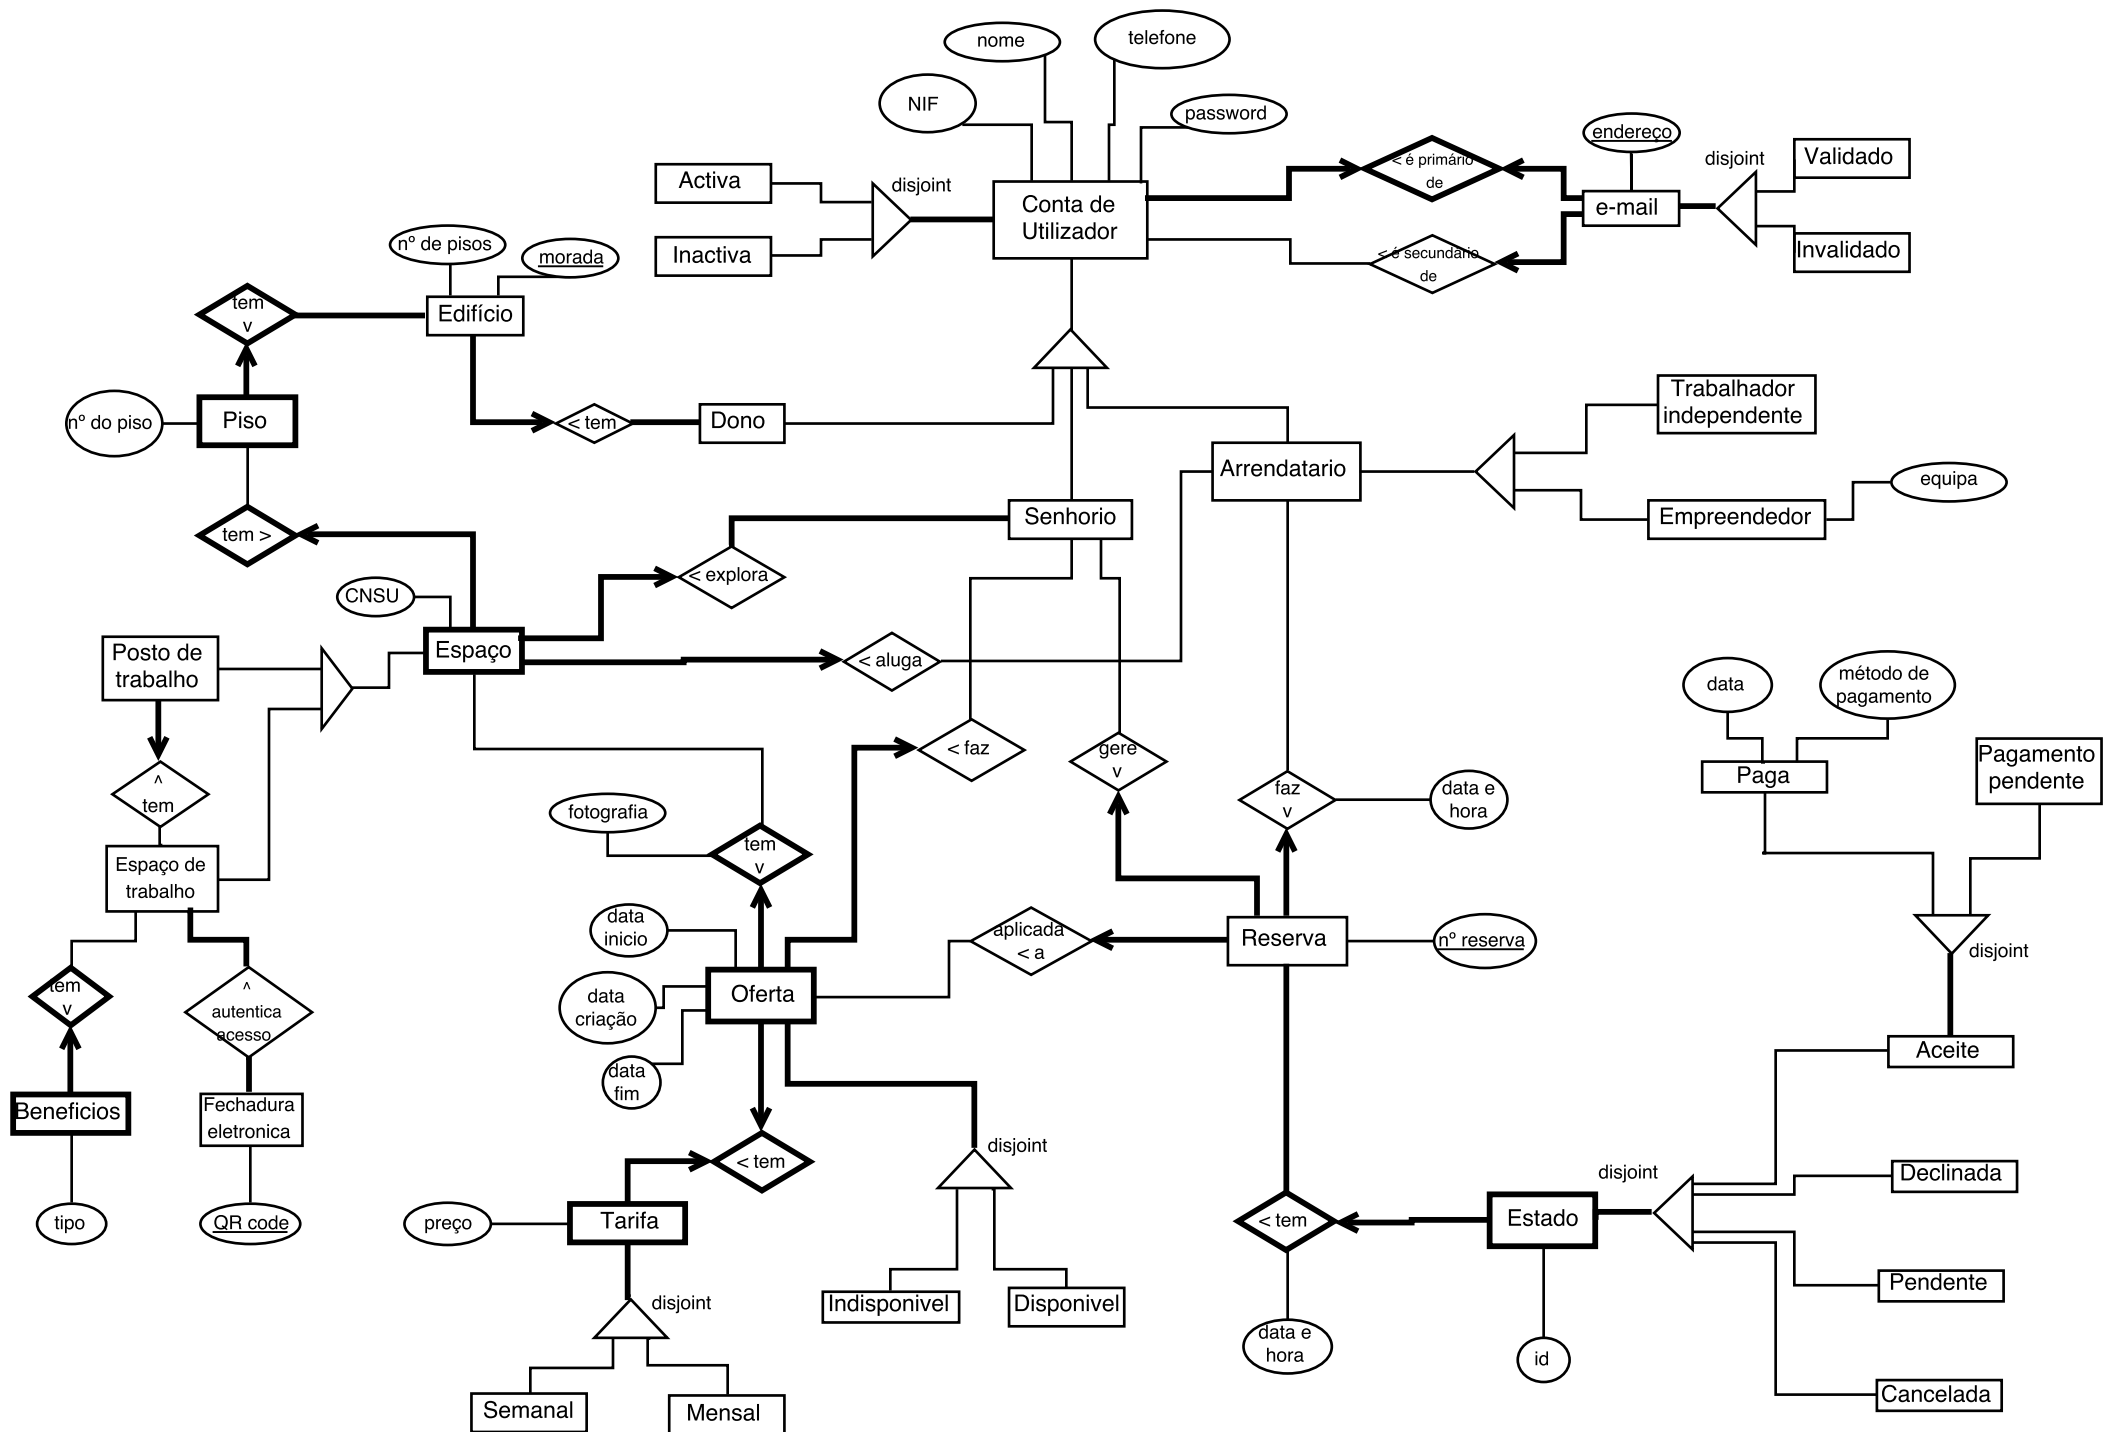 nome
telefone
NIF
password
endereço
disjoint
Validado
Activa
disjoint
Conta de
Utilizador
< é primário
de
e-mail
Inactiva
< é secundário
de
Invalidado
nº de pisos
morada
tem
v
Edifício
nº do piso
Piso
< tem
Dono
Trabalhador
independente
Arrendatario
equipa
Senhorio
Empreendedor
tem >
CNSU
< explora
Posto de
trabalho
Espaço
< aluga
data
método de
pagamento
^
tem
< faz
gere
v
Paga
Pagamento
pendente
fotografia
tem
v
faz
v
data e
hora
Espaço de
trabalho
data
inicio
aplicada
< a
Reserva
nº reserva
disjoint
tem
v
^
autentica
acesso
data
criação
Oferta
data
fim
Aceite
Beneficios
Fechadura
eletronica
disjoint
< tem
disjoint
Declinada
tipo
QR code
preço
Tarifa
< tem
Estado
Pendente
disjoint
Indisponivel
Disponivel
data e
hora
id
Cancelada
Semanal
Mensal